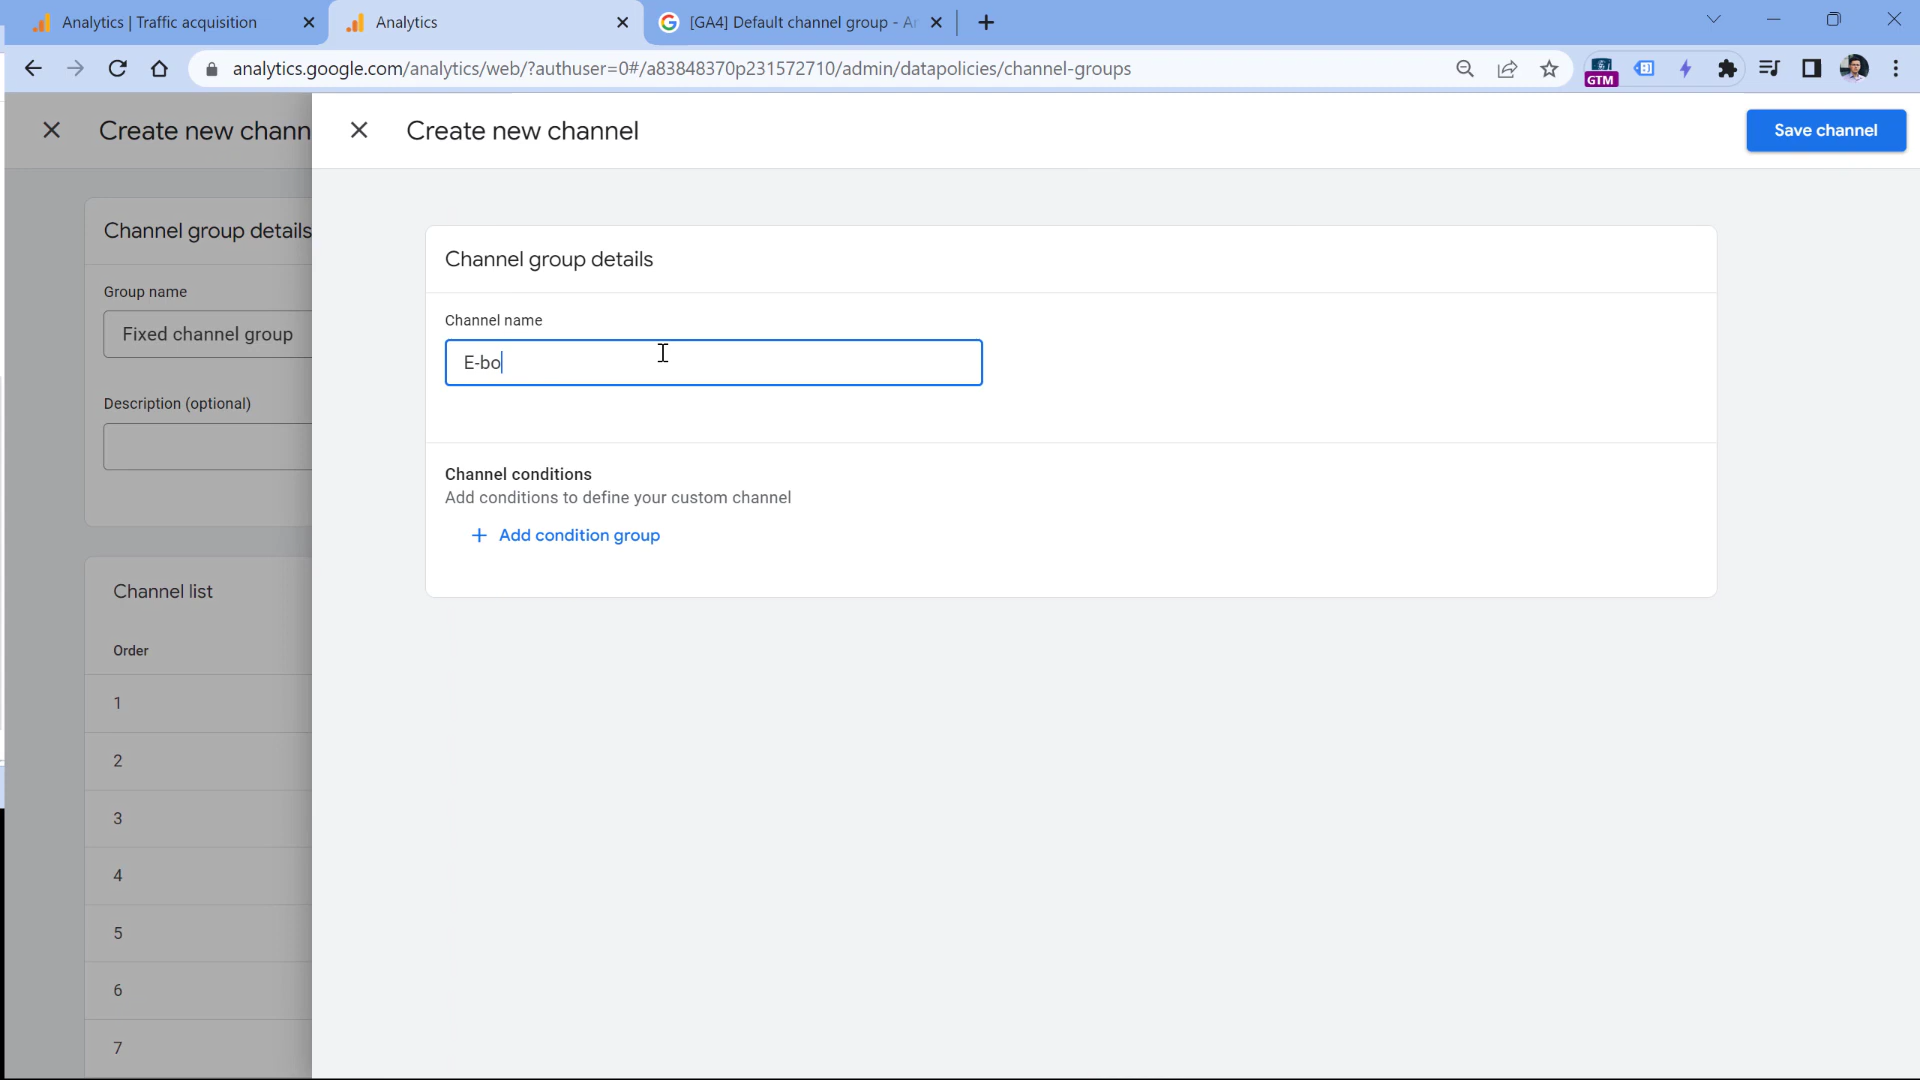 Analytics | Traffic acquisition
Analytics
[GA4] Default channel group - Ar
analytics.google.com/analytics/web/?authuser=0#/a83848370p231572710/admin/datapolicies/channel-groups
GTM
Create new chann
Create new channel
Save channel
Channel group details
Group name
Fixed channel group
Description (optional)
Channel list
Order
1
2
3
4
5
6
7
Channel group details
Channel name
E-bo
Channel conditions
Add conditions to define your custom channel
Add condition group